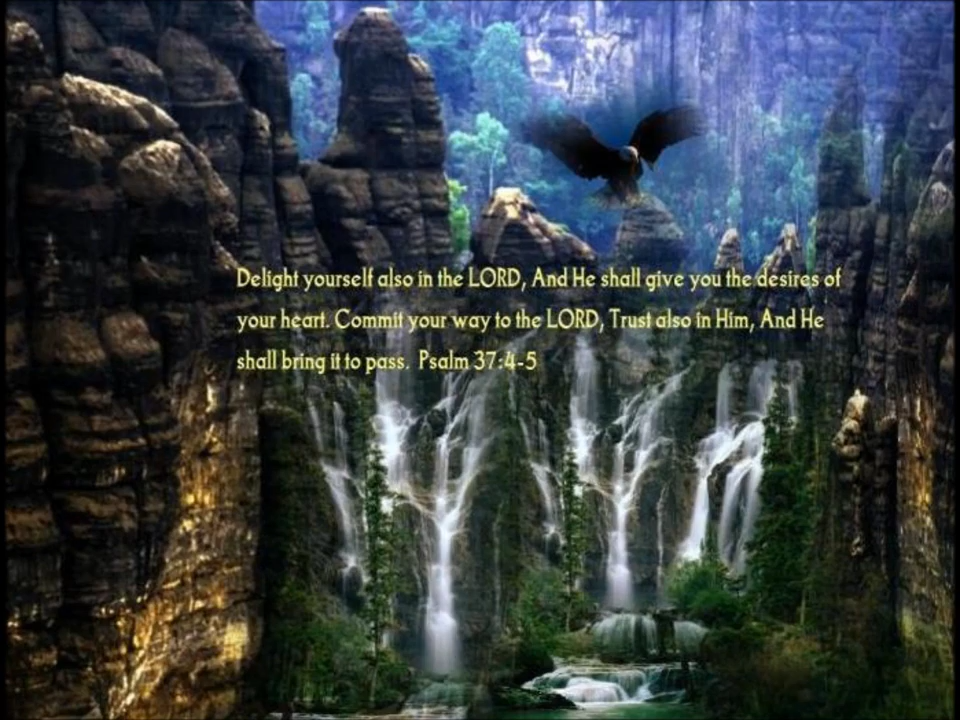 Delight yourself also in the LORD, And He shall give you the desires of
your heart. Commit your way to the LORD, Trust also in Him, And He
shall bring it to pass. Psalm 37:4-5